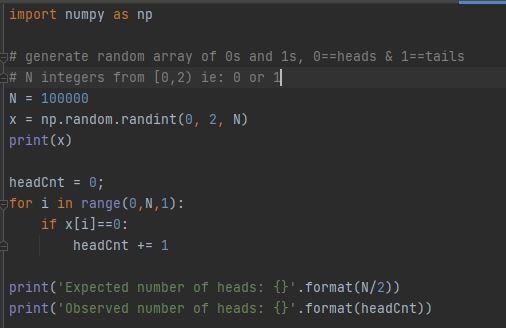 import numpy as np
# generate random array of 0s and 1s, 0==heads & 1==tails
# N integers from [0,2) ie: 0 or 1
N = 100000
x = np.random.randint(0, 2, N)
print(x)
headCnt = 0;
for i in range(0,N,1):
    if x[i]==0:
        headCnt += 1
print('Expected number of heads: {}'.format(N/2))
print('Observed number of heads: {}'.format(headCnt))